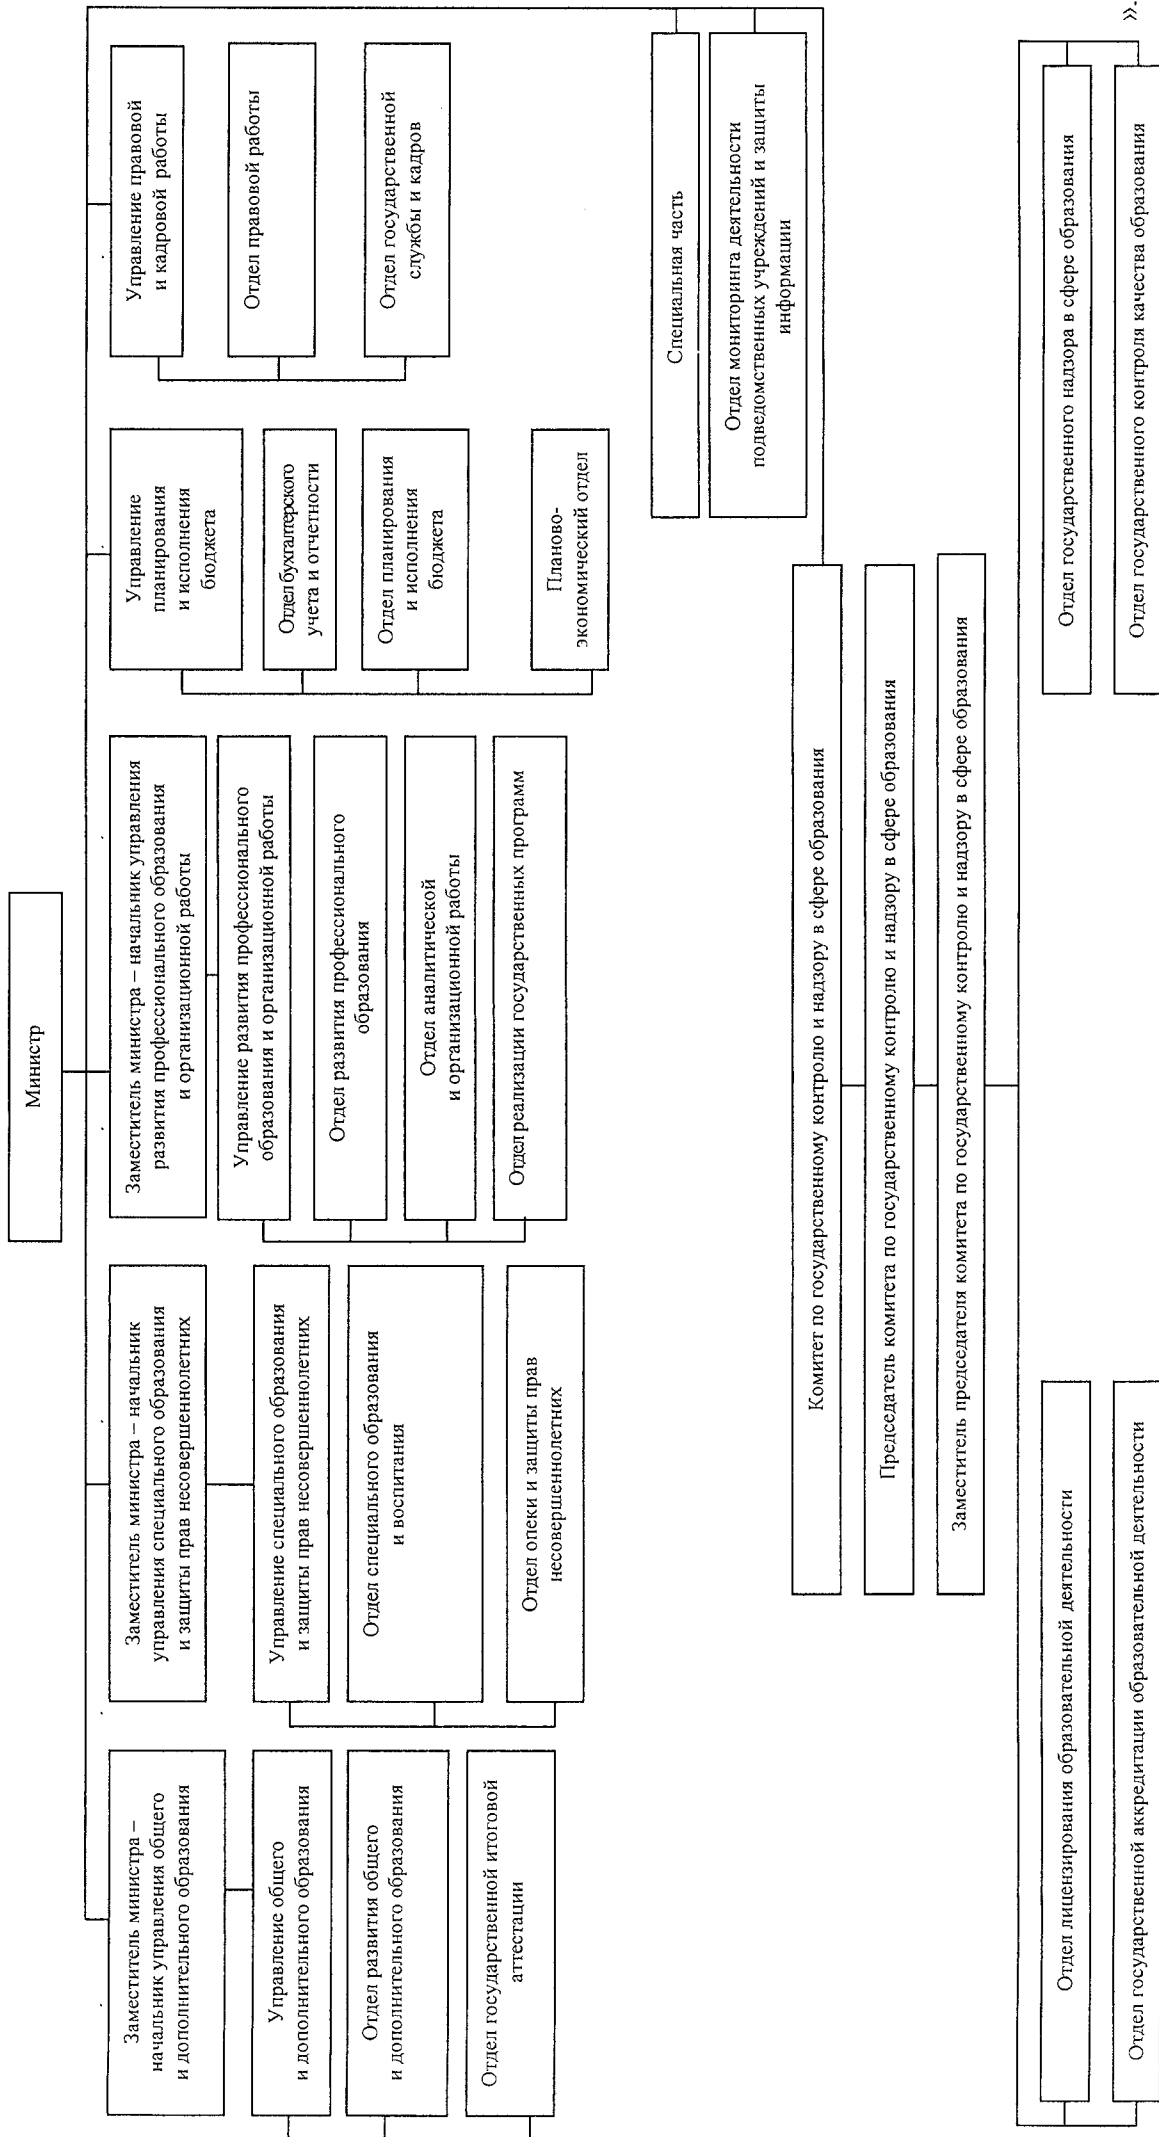 Министр
Заместитель министра –
начальник управления общего
и дополнительного образования
Управление общего
и дополнительного образования
Отдел развития общего
и дополнительного образования
Отдел государственной итоговой
аттестации
Заместитель министра – начальник
управления специального образования
и защиты прав несовершеннолетних
Управление специального образования
и защиты прав несовершеннолетних
Отдел специального образования
и воспитания
Отдел опеки и защиты прав
несовершеннолетних
Заместитель министра – начальник управления
развития профессионального образования
и организационной работы
Управление развития профессионального
образования и организационной работы
Отдел развития профессионального
образования
Отдел аналитической
и организационной работы
Отдел реализации государственных программ
Управление
планирования
и исполнения
бюджета
Отдел бухгалтерского
учета и отчетности
Отдел планирования
и исполнения
бюджета
Планово-
экономический отдел
Управление правовой
и кадровой работы
Отдел правовой работы
Отдел государственной
службы и кадров
Специальная часть
Отдел мониторинга деятельности
подведомственных учреждений и защиты
информации
Комитет по государственному контролю и надзору в сфере образования
Председатель комитета по государственному контролю и надзору в сфере образования
Заместитель председателя комитета по государственному контролю и надзору в сфере образования
Отдел лицензирования образовательной деятельности
Отдел государственной аккредитации образовательной деятельности
Отдел государственного надзора в сфере образования
Отдел государственного контроля качества образования
».